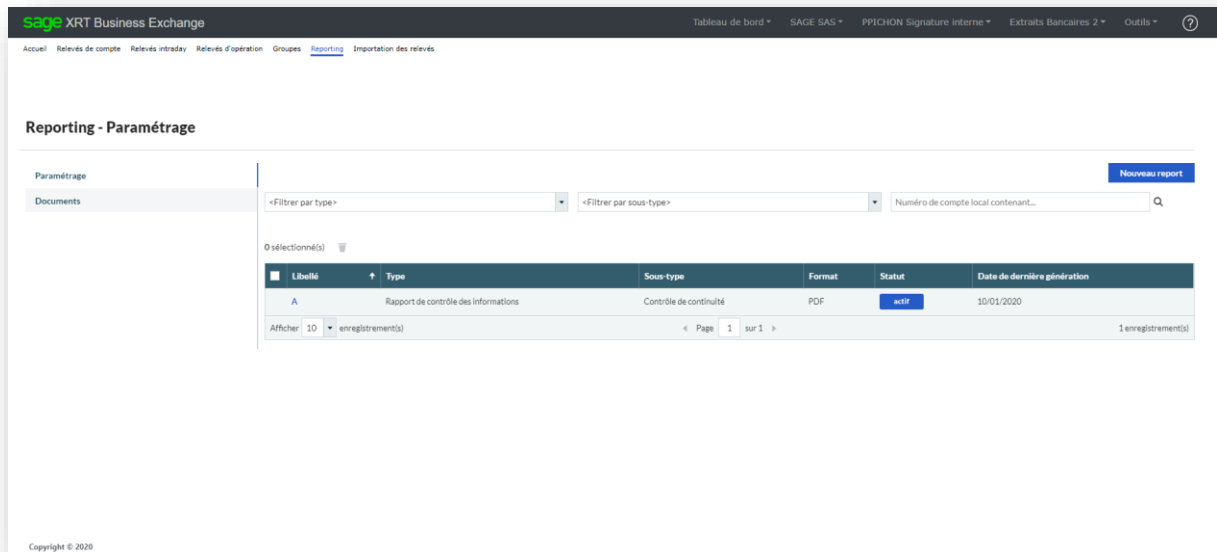 sage XRT Business Exchange Tableau de bord SAGE SAS PPICHON Signature interne Extraits Bancaires 2 Outils ?
Accueil Relevés de compte Relevés intraday Relevés d'opération Groupes Reporting Importation des relevés
Reporting - Paramétrage
Paramétrage
Nouveau report
Documents
<Filtrer par type> <Filtrer par sous-type> Numéro de compte local contenant...
0 sélectionné(s)
Libellé Type Sous-type Format Statut Date de dernière génération
A Rapport de contrôle des informations Contrôle de continuité PDF actif 10/01/2020
Afficher 10 enregistrement(s) Page 1 sur 1 1 enregistrement(s)
Copyright © 2020